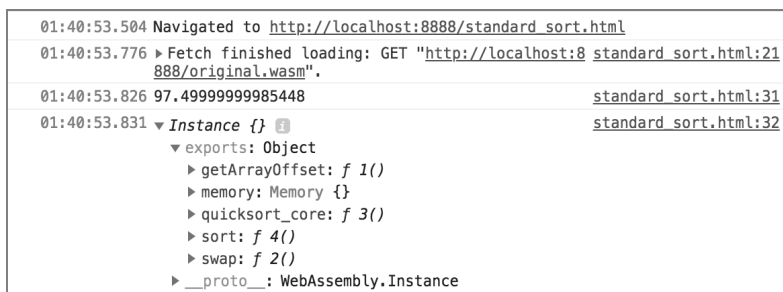 01:40:53.504 Navigated to http://localhost:8888/standard_sort.html
01:40:53.776 ▶ Fetch finished loading: GET "http://localhost:8 standard_sort.html:21
888/original.wasm".
01:40:53.826 97.49999999985448 standard_sort.html:31
01:40:53.831 ▼ Instance {} i standard_sort.html:32
▼ exports: Object
▶ getArrayOffset: ƒ 1()
▶ memory: Memory {}
▶ quicksort_core: ƒ 3()
▶ sort: ƒ 4()
▶ swap: ƒ 2()
▶ __proto__: WebAssembly.Instance